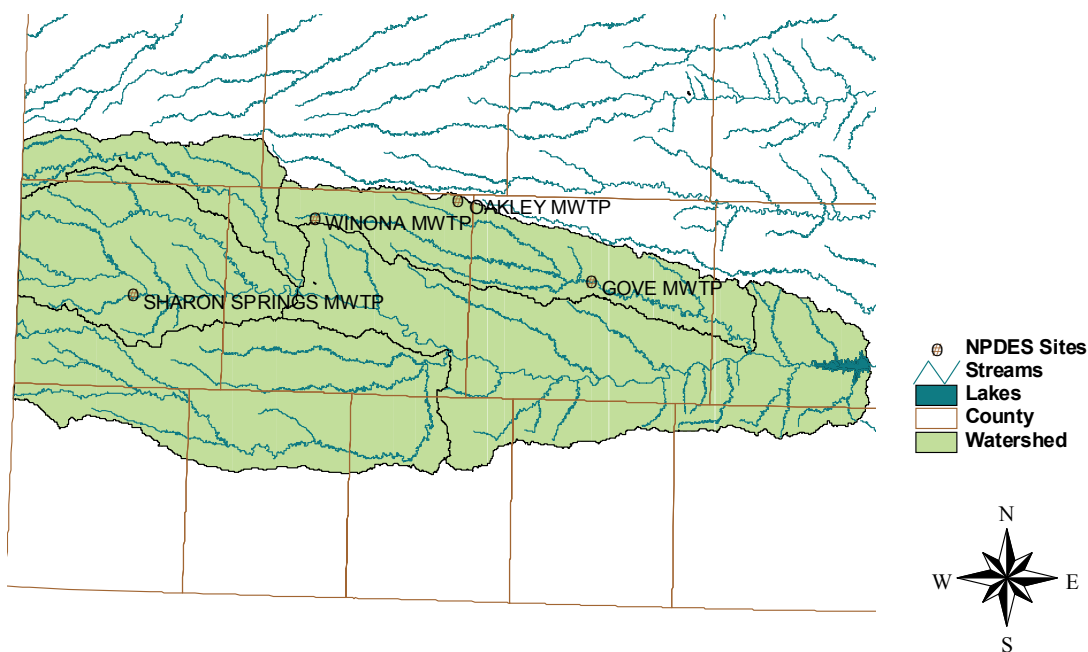 OAKLEY MWTP
WINONA MWTP
GOVE MWTP
SHARON SPRINGS MWTP
NPDES Sites
Streams
Lakes
County
Watershed
N
W E
S